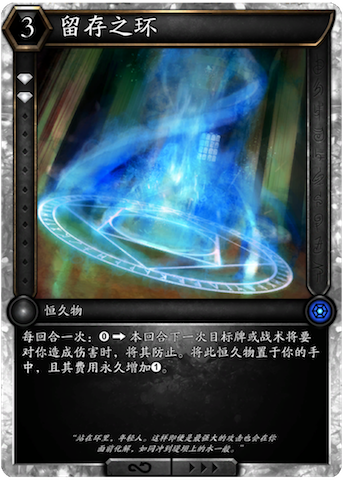 3 留存之环
恒久物
每回合一次：0 ➡ 本回合下一次目标牌或战术将要
对你造成伤害时，将其防止。将此恒久物置于你的手
中，且其费用永久增加1。
“站在环里，年轻人。这样即便是最强大的攻击也会在你
面前化解，如同冲到堤坝上的水一般。”